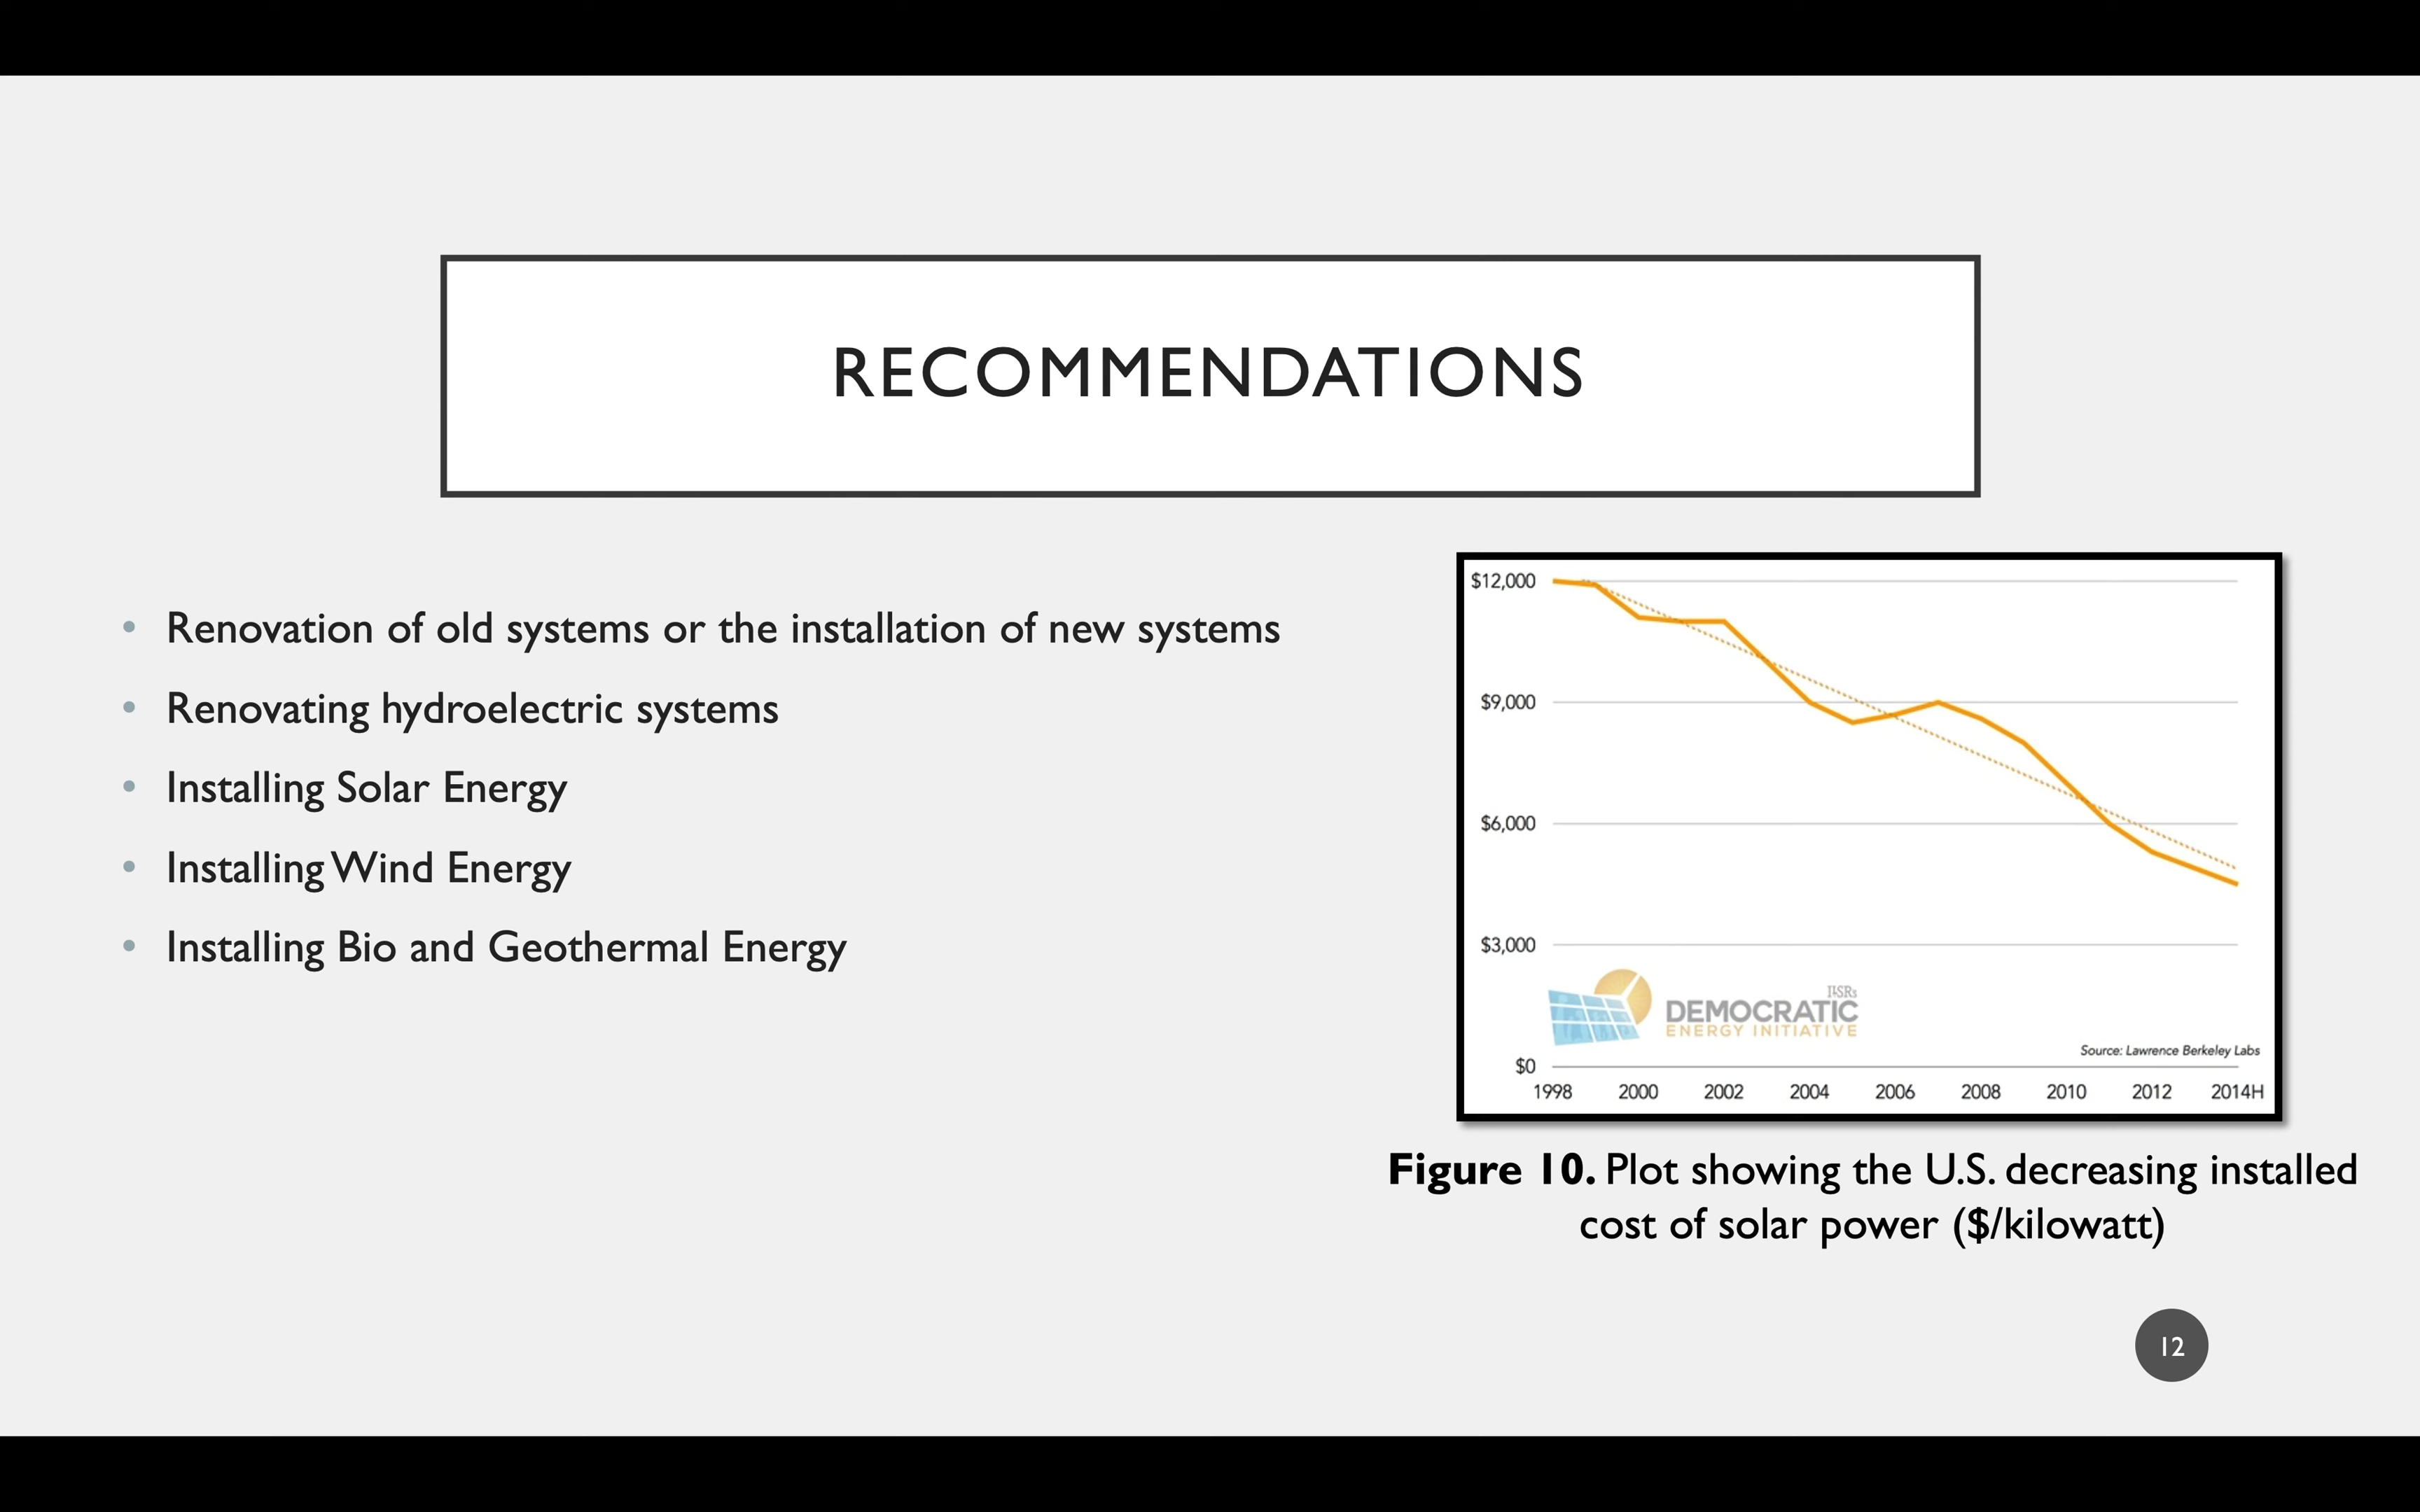 RECOMMENDATIONS
Renovation of old systems or the installation of new systems
Renovating hydroelectric systems
Installing Solar Energy
Installing Wind Energy
Installing Bio and Geothermal Energy
$12,000
$9,000
$6,000
$3,000
$0
ILSRs
DEMOCRATIC
ENERGY INITIATIVE
Source: Lawrence Berkeley Labs
1998 2000 2002 2004 2006 2008 2010 2012 2014H
Figure 10. Plot showing the U.S. decreasing installed
cost of solar power ($/kilowatt)
12